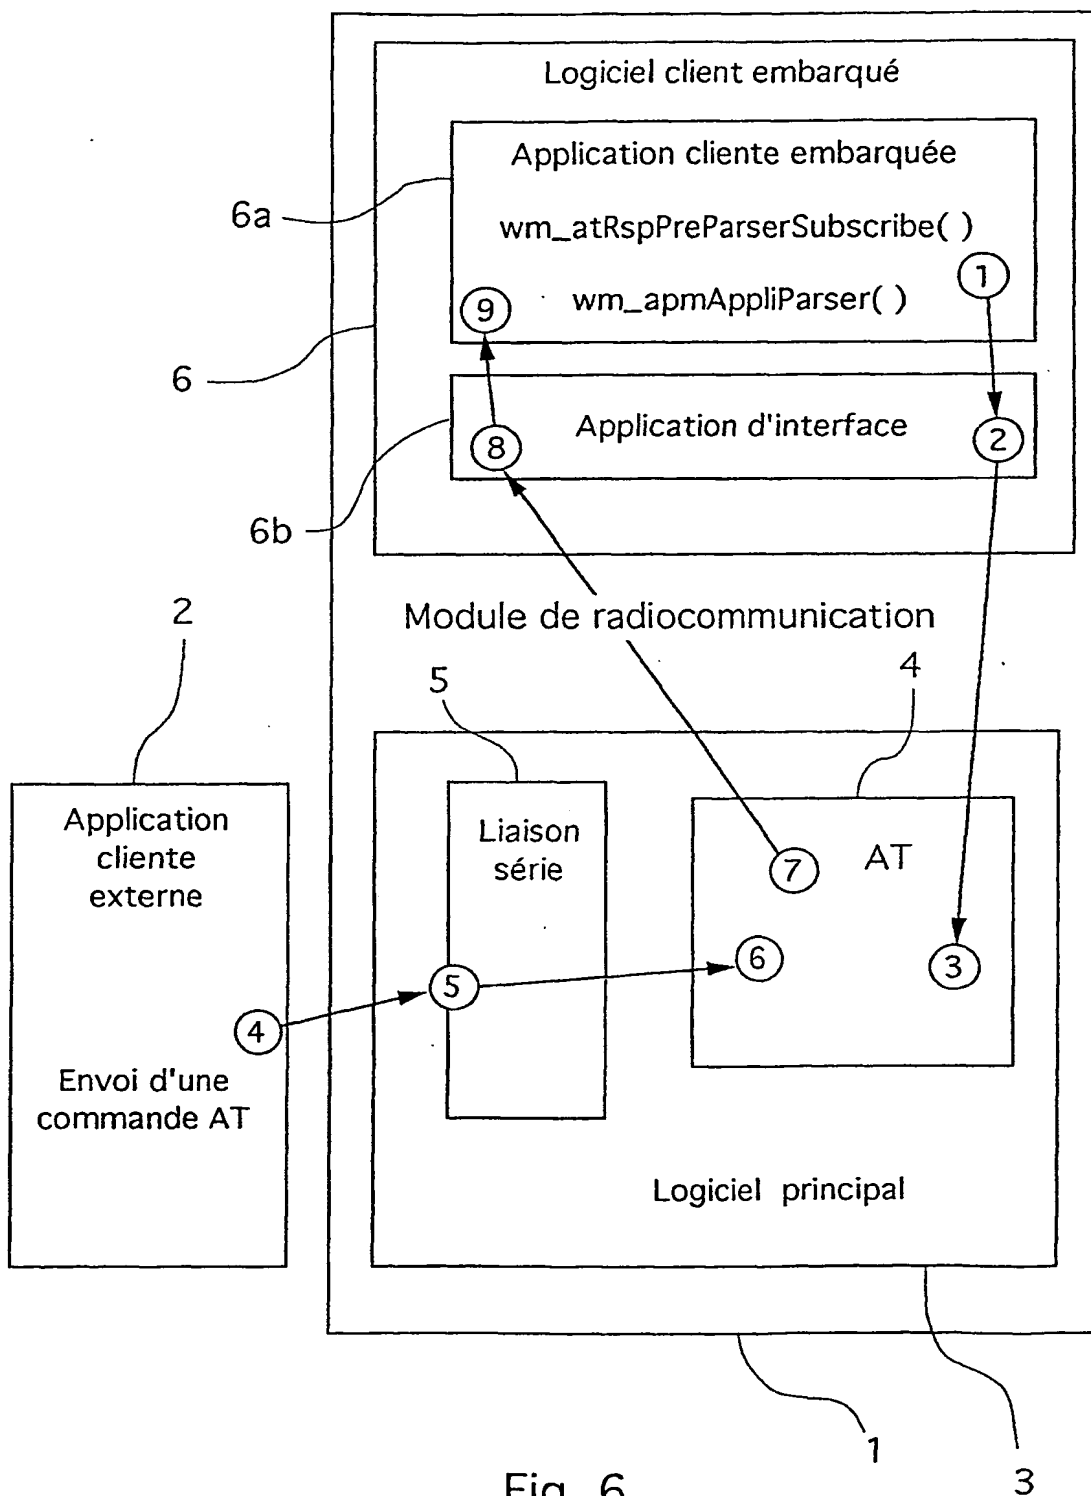 Logiciel client embarqué
Application cliente embarquée
6a
wm_atRspPreParserSubscribe( )
1
wm_apmAppliParser( )
9
6
Application d'interface
8
2
6b
Module de radiocommunication
2
5
4
Application
cliente
externe
Liaison
série
AT
7
6
3
5
4
Envoi d'une
commande AT
Logiciel principal
1
3
Fig. 6